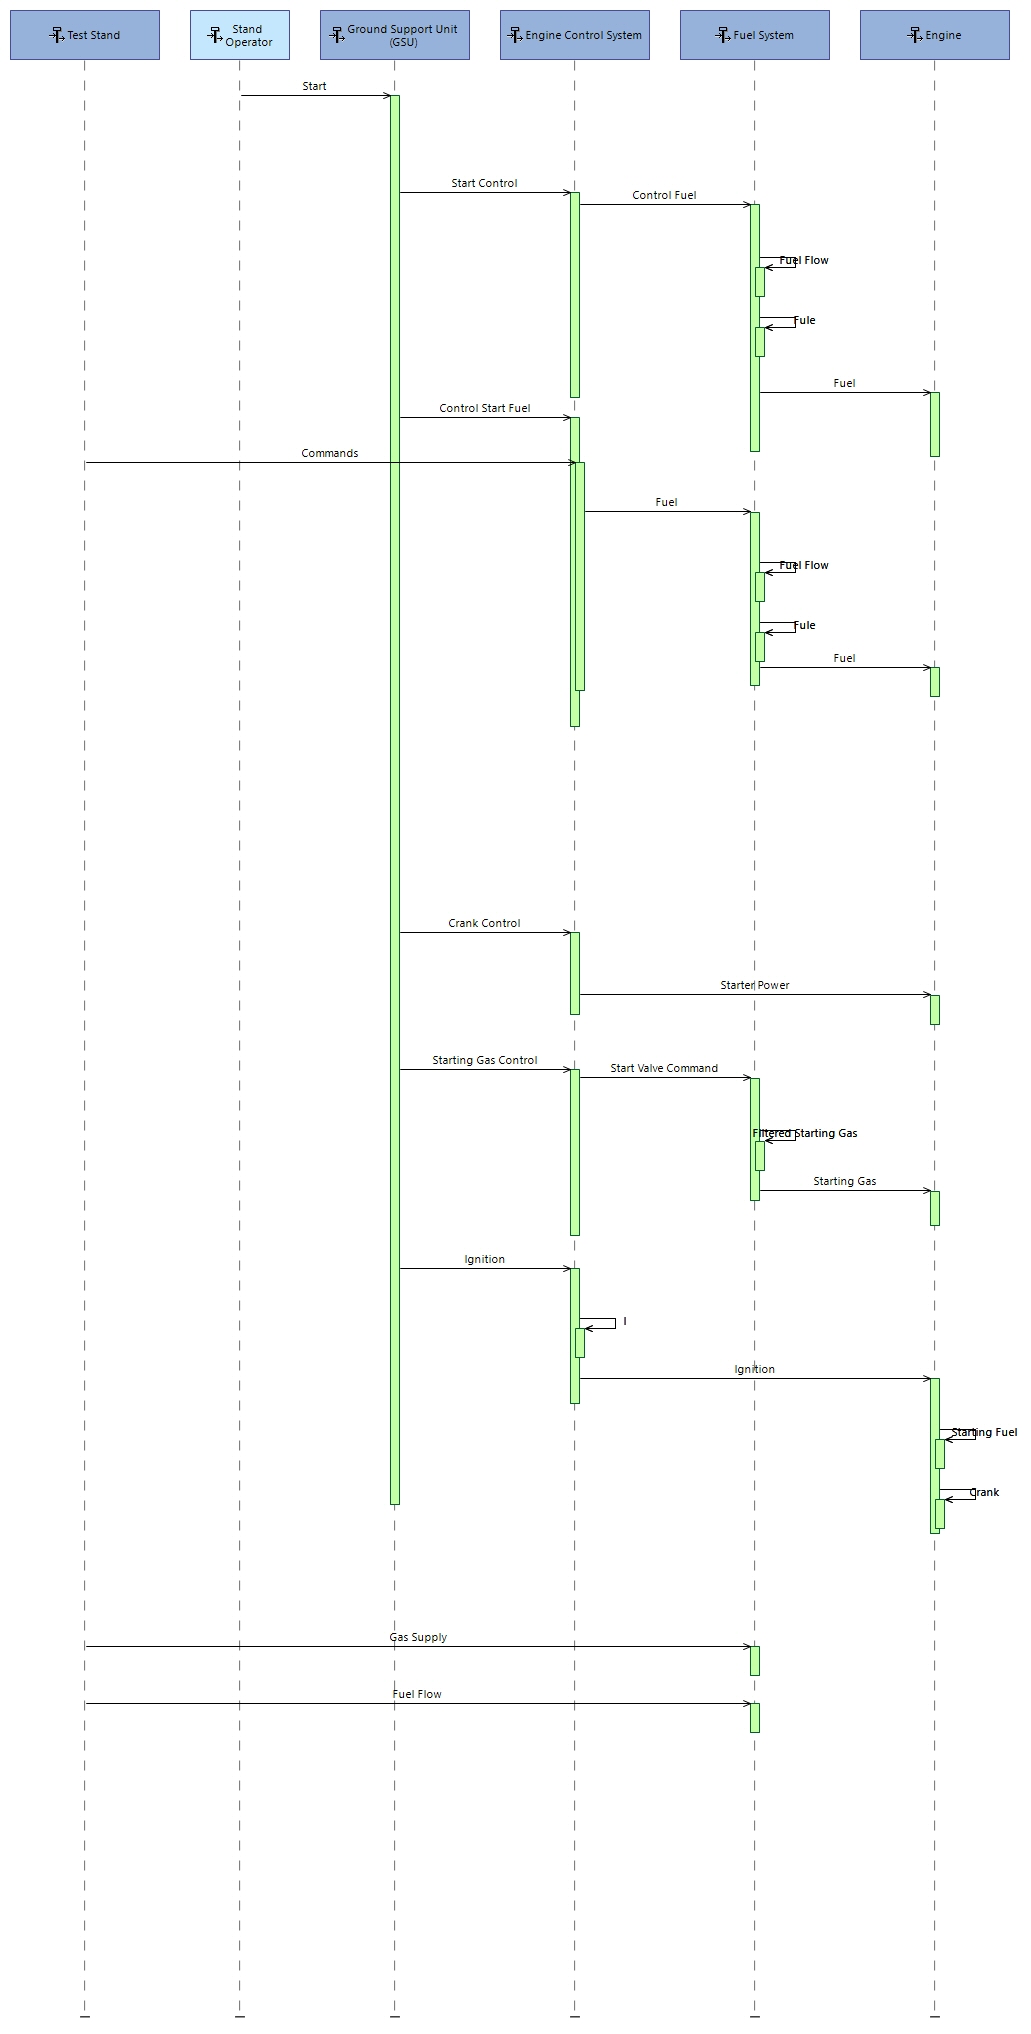 Test Stand
Stand
Operator
Ground Support Unit
(GSU)
Engine Control System
Fuel System
Engine
Start
Start Control
Control Fuel
Fuel Flow
Fule
Fuel
Control Start Fuel
Commands
Fuel
Fuel Flow
Fule
Fuel
Crank Control
Starter Power
Starting Gas Control
Start Valve Command
Filtered Starting Gas
Starting Gas
Ignition
I
Ignition
Starting Fuel
Crank
Gas Supply
Fuel Flow